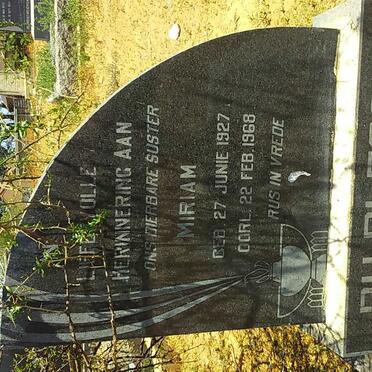 LIEFDEVOLLE
HERINNERING AAN
ONS DIERBARE SUSTER
MIRIAM
GEB. 27 JUNIE 1927
OORL. 22 FEB. 1968
RUS IN VREDE